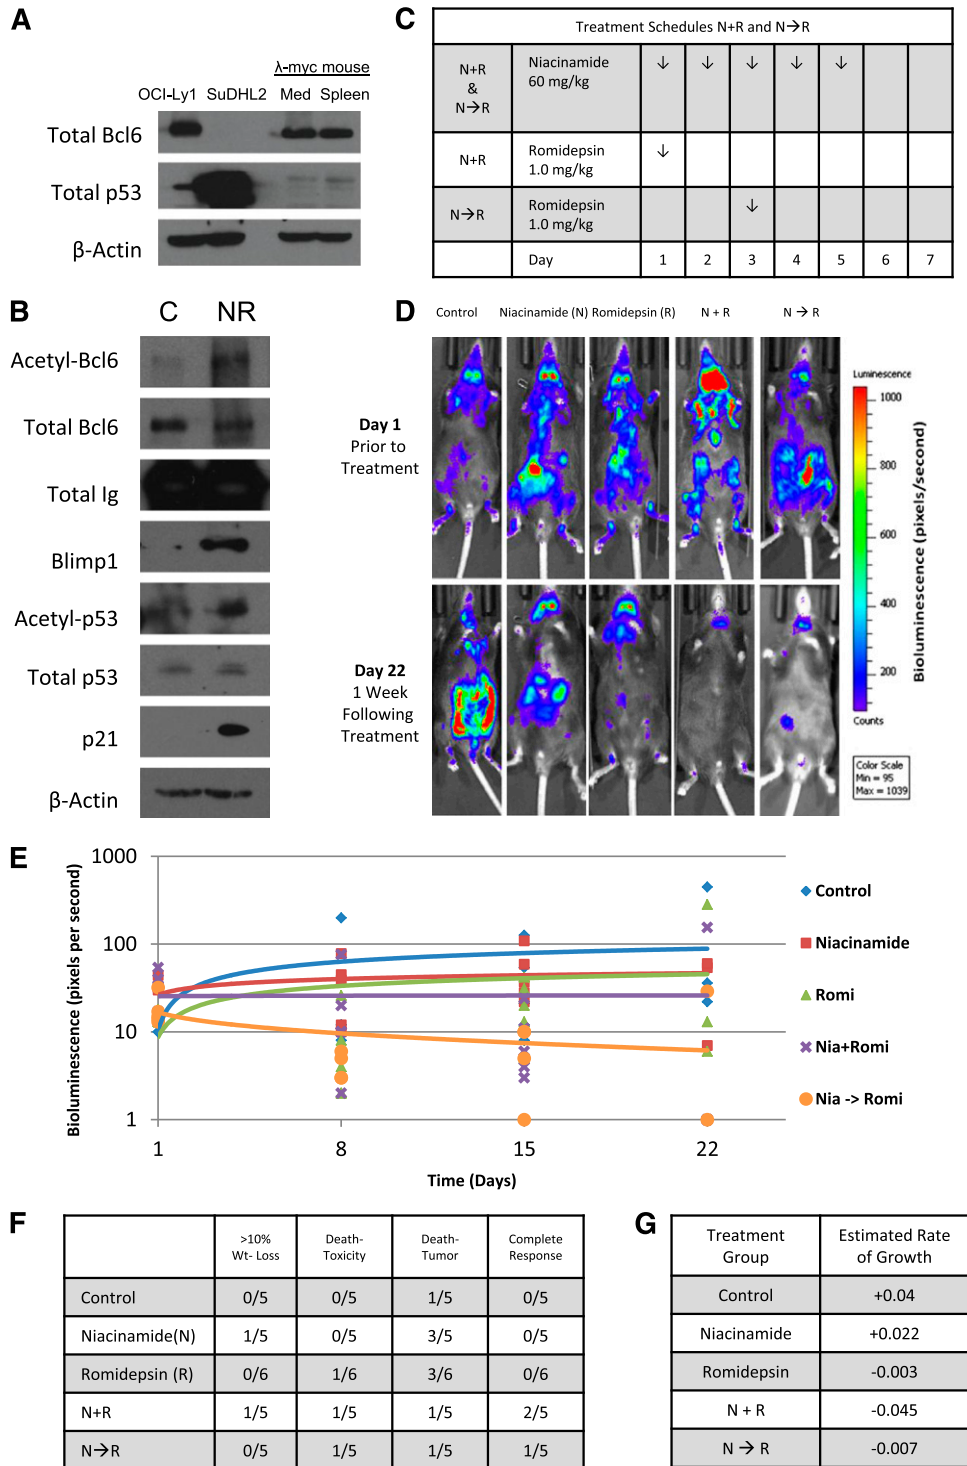 A
λ-myc mouse
OCI-Ly1 SuDHL2 Med Spleen
Total Bcl6
Total p53
β-Actin
B
C NR
Acetyl-Bcl6
Total Bcl6
Total Ig
Blimp1
Acetyl-p53
Total p53
p21
β-Actin
C
Treatment Schedules N+R and N→R
N+R & N→R Niacinamide 60 mg/kg ↓ ↓ ↓ ↓ ↓
N+R Romidepsin 1.0 mg/kg ↓
N→R Romidepsin 1.0 mg/kg ↓
Day 1 2 3 4 5 6 7
D
Control Niacinamide (N) Romidepsin (R) N + R N → R
Day 1
Prior to
Treatment
Day 22
1 Week
Following
Treatment
Luminescence
1000
800
600
400
200
Counts
Bioluminescence (pixels/second)
Color Scale
Min = 95
Max = 1039
E
Bioluminescence (pixels per second)
1000
100
10
1
1 8 15 22
Time (Days)
Control
Niacinamide
Romi
Nia+Romi
Nia -> Romi
F
>10% Wt- Loss Death- Toxicity Death- Tumor Complete Response
Control 0/5 0/5 1/5 0/5
Niacinamide(N) 1/5 0/5 3/5 0/5
Romidepsin (R) 0/6 1/6 3/6 0/6
N+R 1/5 1/5 1/5 2/5
N→R 0/5 1/5 1/5 1/5
G
Treatment Group Estimated Rate of Growth
Control +0.04
Niacinamide +0.022
Romidepsin -0.003
N + R -0.045
N → R -0.007